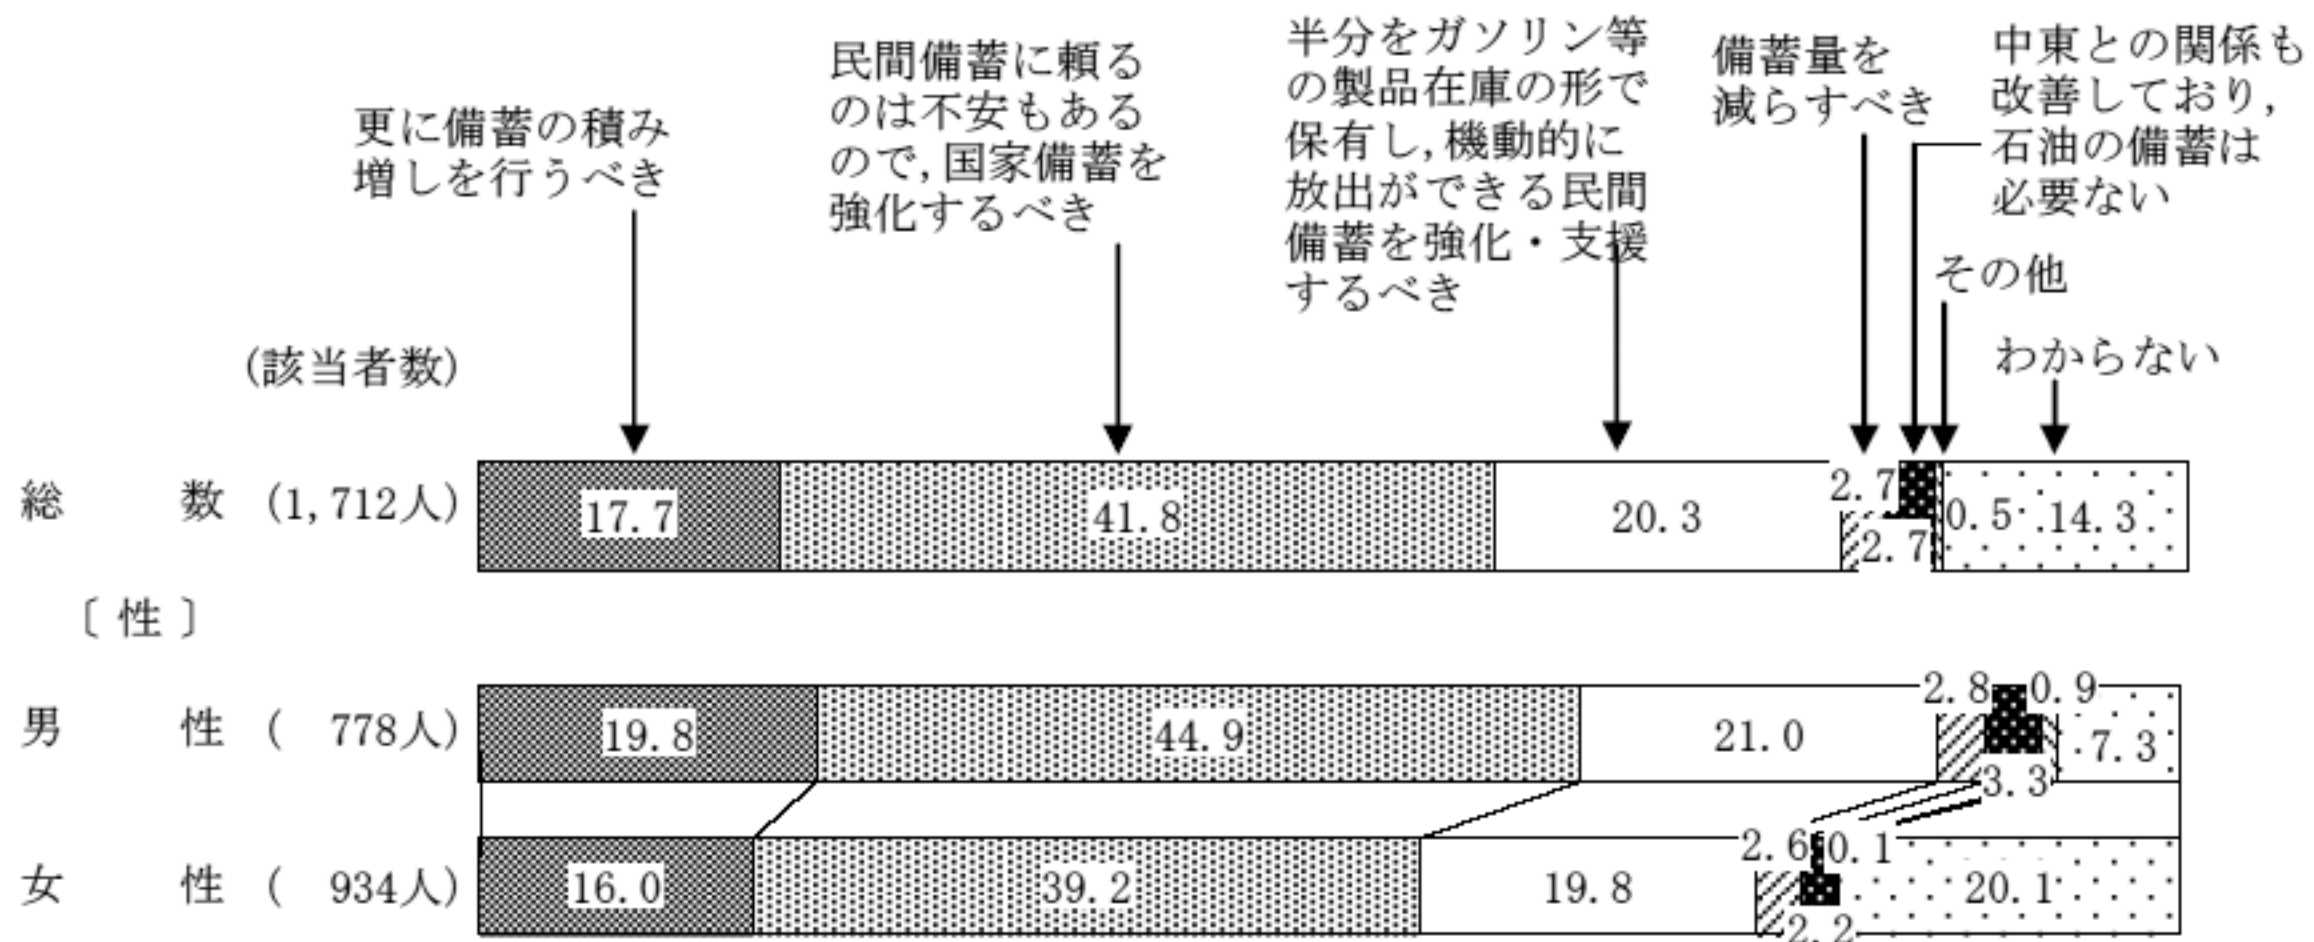 更に備蓄の積み
増しを行うべき
民間備蓄に頼る
のは不安もある
ので,国家備蓄を
強化するべき
半分をガソリン等
の製品在庫の形で
保有し,機動的に
放出ができる民間
備蓄を強化・支援
するべき
備蓄量を
減らすべき
中東との関係も
改善しており,
石油の備蓄は
必要ない
その他
わからない
(該当者数)
総 数 (1,712人) 17.7 41.8 20.3 2.7 2.7 0.5 14.3
〔性〕
男 性 ( 778人) 19.8 44.9 21.0 2.8 3.3 0.9 7.3
女 性 ( 934人) 16.0 39.2 19.8 2.6 2.2 0.1 20.1